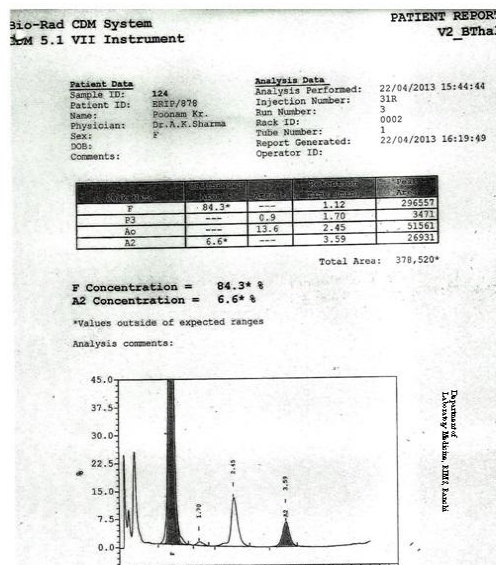 Bio-Rad CDM System
CDM 5.1 VII Instrument
PATIENT REPORT
V2_BThal
Patient Data
Sample ID: 124
Patient ID: ERIP/878
Name: Poonam Kr.
Physician: Dr.A.K.Sharma
Sex: F
DOB:
Comments:
Analysis Data
Analysis Performed: 22/04/2013 15:44:44
Injection Number: 31R
Run Number: 3
Rack ID: 0002
Tube Number: 1
Report Generated: 22/04/2013 16:19:49
Operator ID:
F 84.3* --- 1.12 296557
P3 --- 0.9 1.70 3471
Ao --- 13.6 2.45 51561
A2 6.6* --- 3.59 26931
Total Area: 378,520*
F Concentration = 84.3* %
A2 Concentration = 6.6* %
*Values outside of expected ranges
Analysis comments:
45.0
37.5
30.0
22.5
15.0
7.5
0.0
%
F
1.70
2.45
3.59
A2
Department of
Laboratory Medicine, RIMS, Ranchi